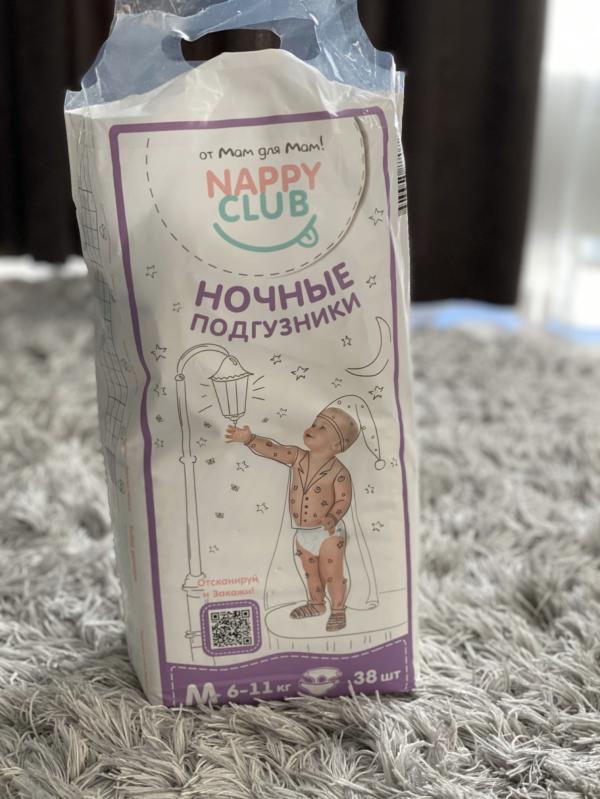 от Мам для Мам!
NAPPY
CLUB
НОЧНЫЕ
ПОДГУЗНИКИ
Отсканируй
и Закажи!
M 6-11 кг 38 шт